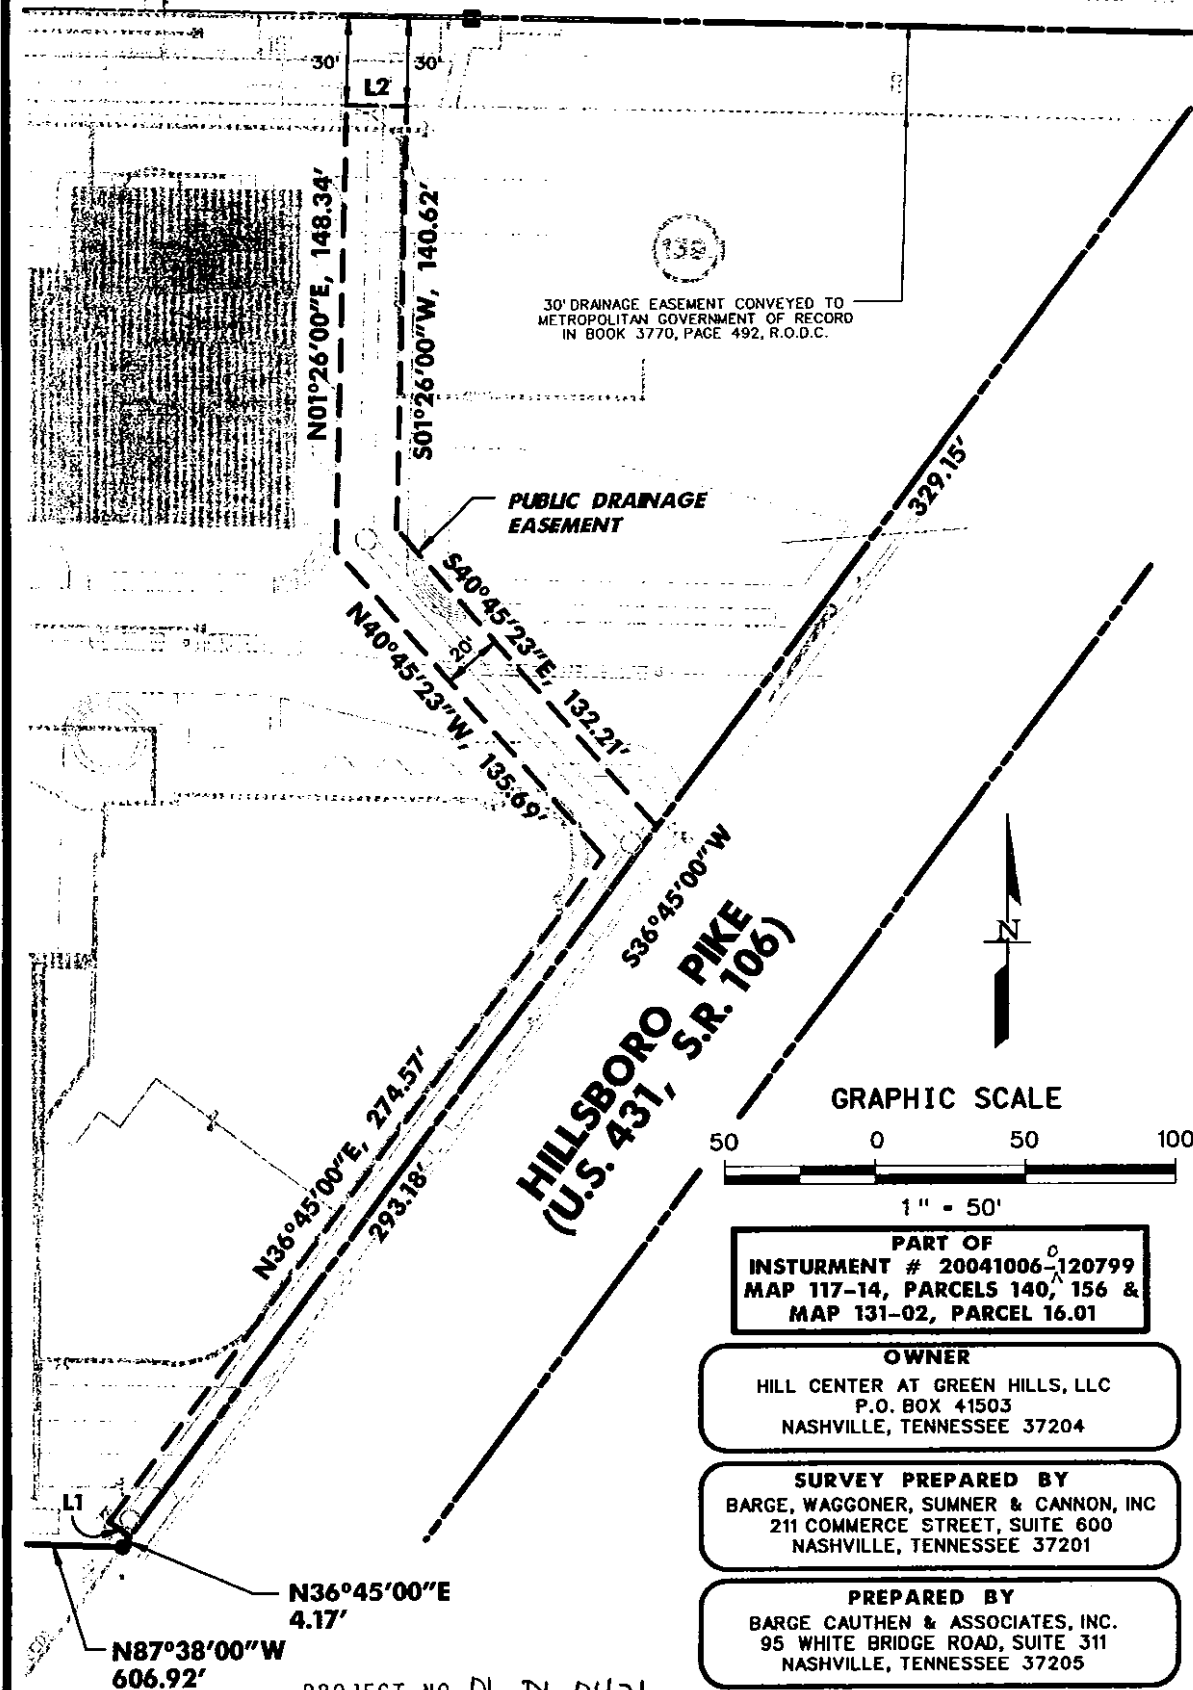 30'
30'
L2
N01°26'00"E, 148.34'
S01°26'00"W, 140.62'
30' DRAINAGE EASEMENT CONVEYED TO
METROPOLITAN GOVERNMENT OF RECORD
IN BOOK 3770, PAGE 492, R.O.D.C.
329.15'
PUBLIC DRAINAGE
EASEMENT
S40°45'23"E, 132.21'
20'
N40°45'23"W, 135.69'
S36°45'00"W
HILLSBORO PIKE
(U.S. 431, S.R. 106)
N
N36°45'00"E, 274.57'
293.18'
GRAPHIC SCALE
50 0 50 100
1" = 50'
PART OF
INSTURMENT # 20041006-0120799
MAP 117-14, PARCELS 140, 156 &
MAP 131-02, PARCEL 16.01
OWNER
HILL CENTER AT GREEN HILLS, LLC
P.O. BOX 41503
NASHVILLE, TENNESSEE 37204
SURVEY PREPARED BY
BARGE, WAGGONER, SUMNER & CANNON, INC
211 COMMERCE STREET, SUITE 600
NASHVILLE, TENNESSEE 37201
PREPARED BY
BARGE CAUTHEN & ASSOCIATES, INC.
95 WHITE BRIDGE ROAD, SUITE 311
NASHVILLE, TENNESSEE 37205
L1
N36°45'00"E
4.17'
N87°38'00"W
606.92'
PROJECT NO.